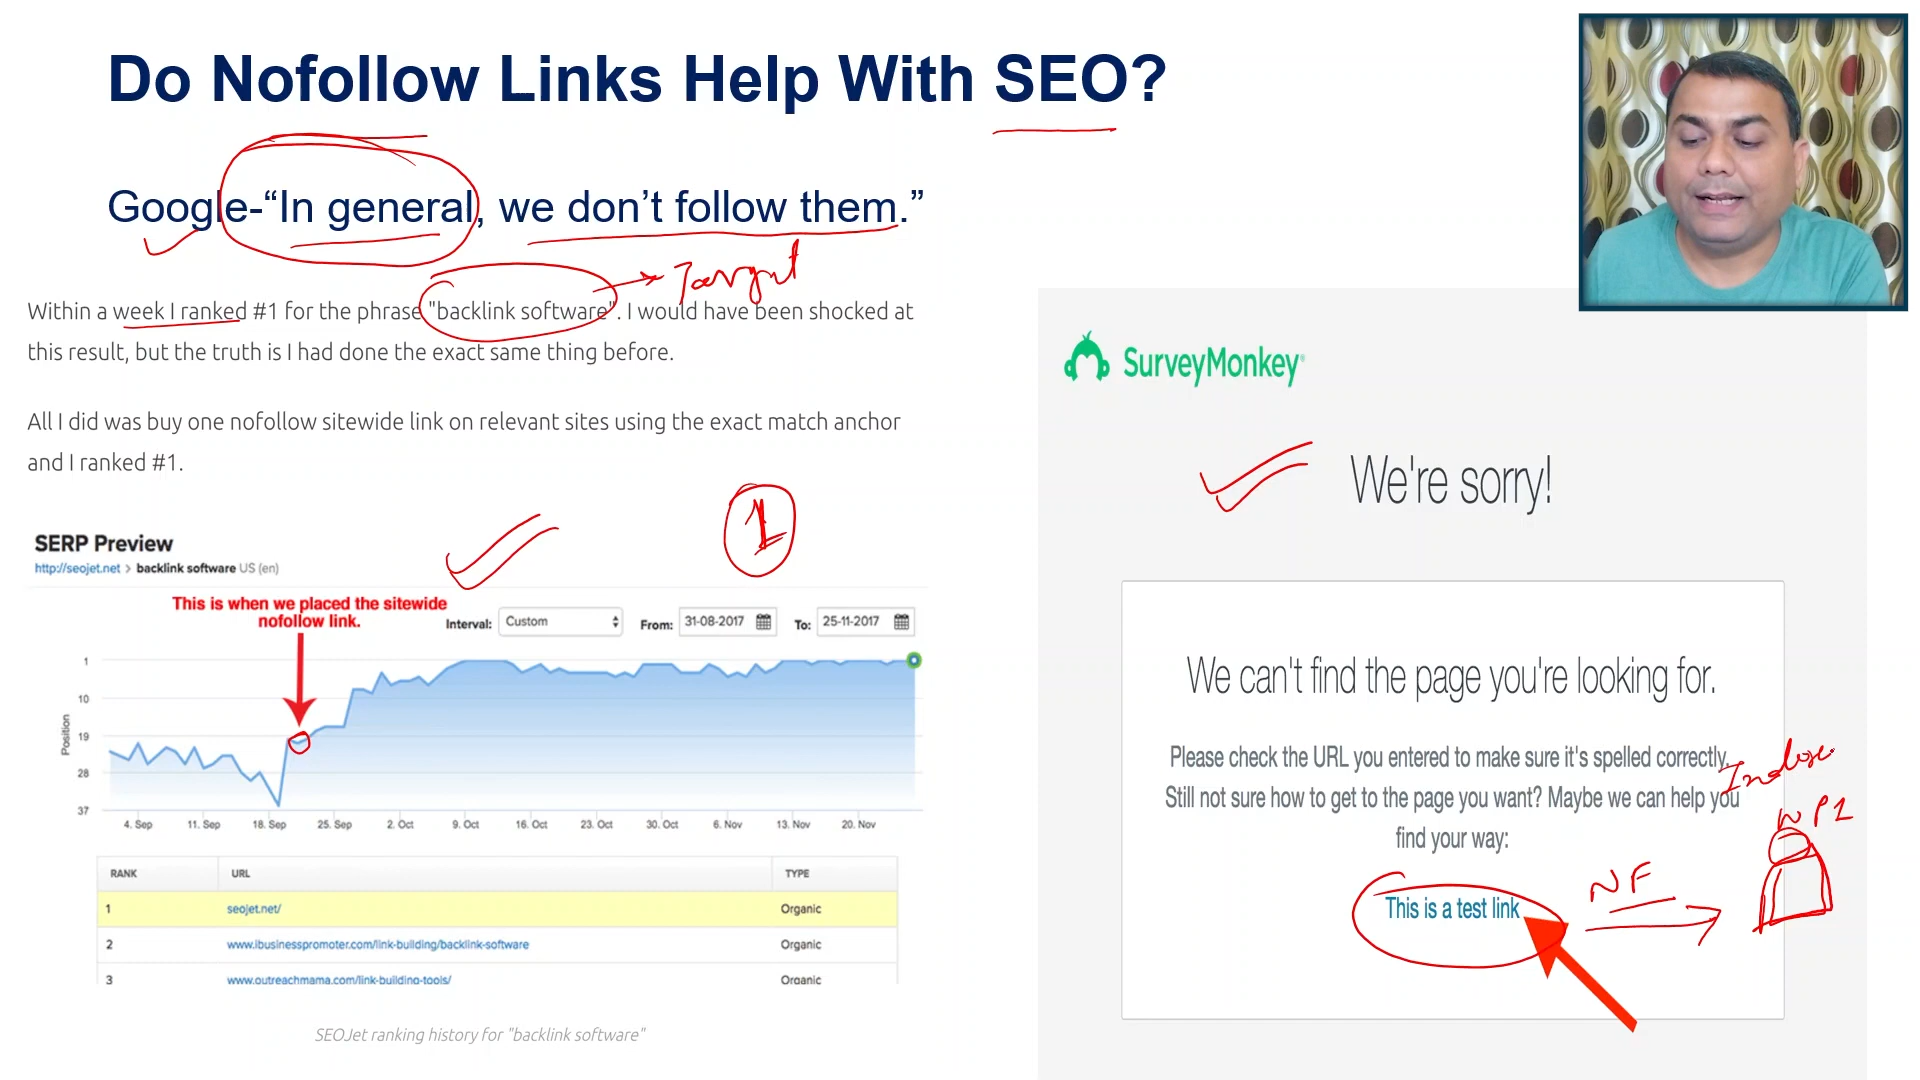 Do Nofollow Links Help With SEO?
Google-“In general, we don’t follow them.”
Target
Within a week I ranked #1 for the phrase "backlink software". I would have been shocked at
this result, but the truth is I had done the exact same thing before.
All I did was buy one nofollow sitewide link on relevant sites using the exact match anchor
and I ranked #1.
1
SERP Preview
http://seojet.net > backlink software US (en)
This is when we placed the sitewide
nofollow link.
Interval: Custom From: 31-08-2017 To: 25-11-2017
Position
1
10
19
28
37
4. Sep 11. Sep 18. Sep 25. Sep 2. Oct 9. Oct 16. Oct 23. Oct 30. Oct 6. Nov 13. Nov 20. Nov
RANK URL TYPE
1 seojet.net/ Organic
2 www.ibusinesspromoter.com/link-building/backlink-software Organic
3 www.outreachmama.com/link-building-tools/ Organic
SEOJet ranking history for "backlink software"
SurveyMonkey
We're sorry!
We can't find the page you're looking for.
Please check the URL you entered to make sure it's spelled correctly.
Still not sure how to get to the page you want? Maybe we can help you
find your way:
This is a test link
NF
WP1